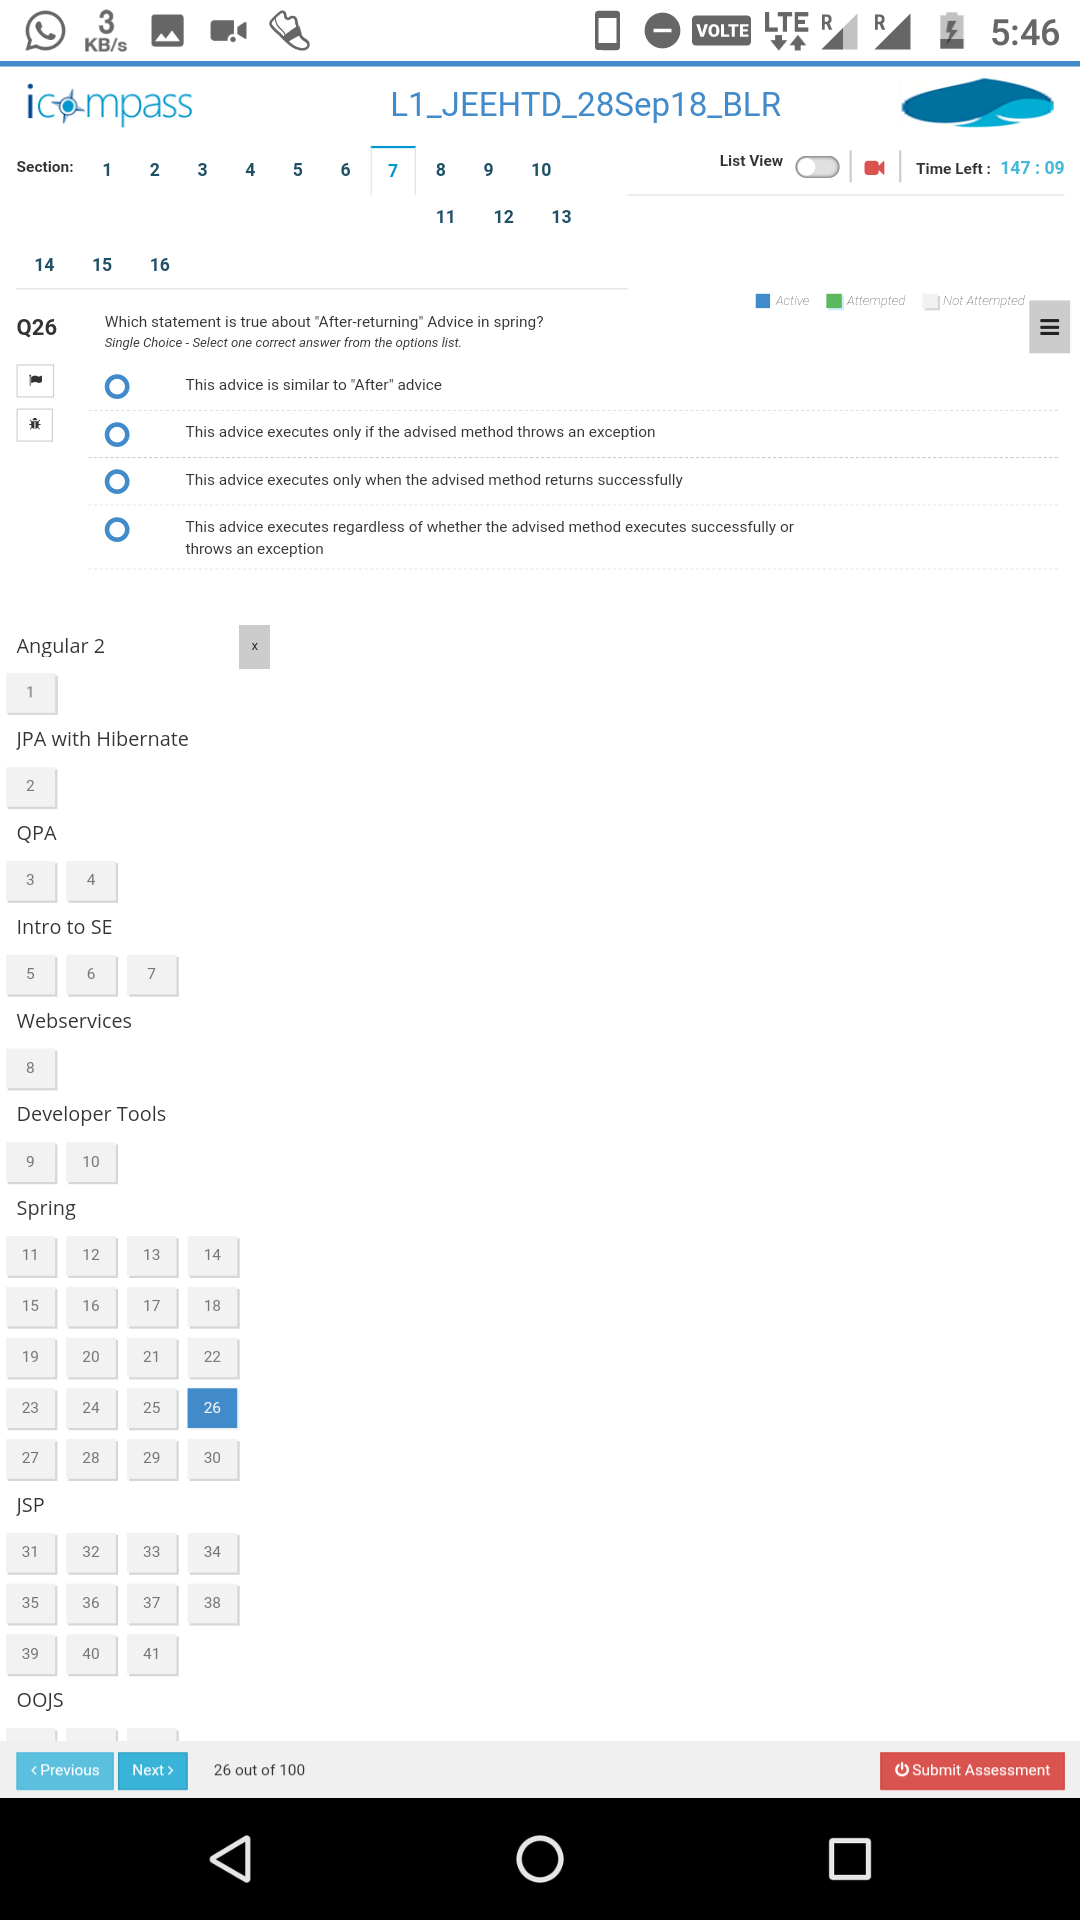 3
KB/s
VOLTE
LTE
R
R
5:46
icompass
L1_JEEHTD_28Sep18_BLR
Section: 1 2 3 4 5 6 7 8 9 10
11 12 13
14 15 16
List View
Time Left : 147 : 09
Active Attempted Not Attempted
Q26
Which statement is true about "After-returning" Advice in spring?
Single Choice - Select one correct answer from the options list.
This advice is similar to "After" advice
This advice executes only if the advised method throws an exception
This advice executes only when the advised method returns successfully
This advice executes regardless of whether the advised method executes successfully or
throws an exception
Angular 2
x
1
JPA with Hibernate
2
QPA
3 4
Intro to SE
5 6 7
Webservices
8
Developer Tools
9 10
Spring
11 12 13 14
15 16 17 18
19 20 21 22
23 24 25 26
27 28 29 30
JSP
31 32 33 34
35 36 37 38
39 40 41
OOJS
Previous Next 26 out of 100 Submit Assessment